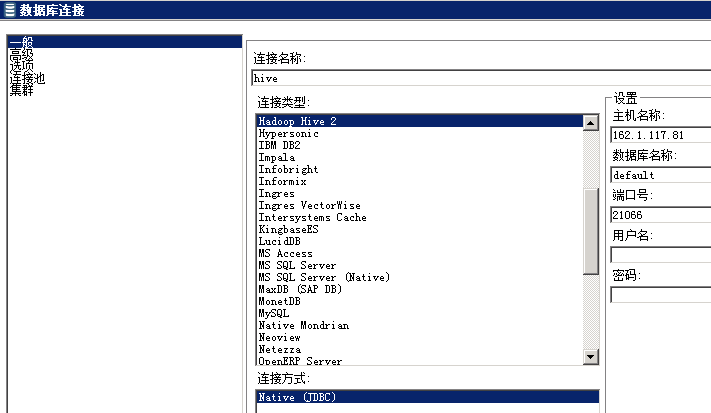 数据库连接
一般
高级
选项
连接池
集群
连接名称:
hive
连接类型:
Hadoop Hive 2
Hypersonic
IBM DB2
Impala
Infobright
Informix
Ingres
Ingres VectorWise
Intersystems Cache
KingbaseES
LucidDB
MS Access
MS SQL Server
MS SQL Server (Native)
MaxDB (SAP DB)
MonetDB
MySQL
Native Mondrian
Neoview
Netezza
OpenERP Server
连接方式:
Native (JDBC)
设置
主机名称:
162.1.117.81
数据库名称:
default
端口号:
21066
用户名:
密码: